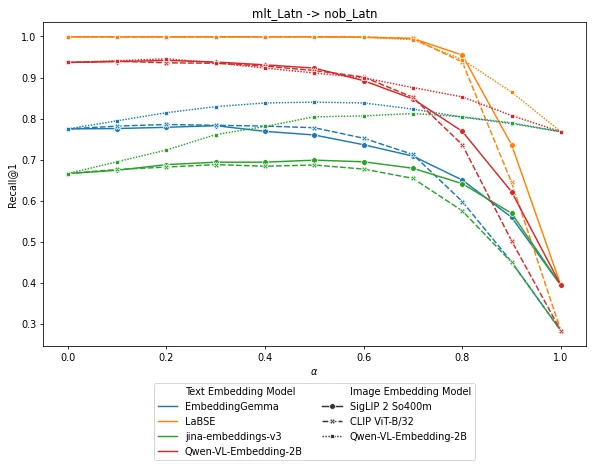 mlt_Latn -> nob_Latn
1.0
0.9
0.8
0.7
0.6
0.5
0.4
0.3
Recall@1
0.0 0.2 0.4 0.6 0.8 1.0
α
Text Embedding Model Image Embedding Model
EmbeddingGemma SigLIP 2 So400m
LaBSE CLIP ViT-B/32
jina-embeddings-v3 Qwen-VL-Embedding-2B
Qwen-VL-Embedding-2B